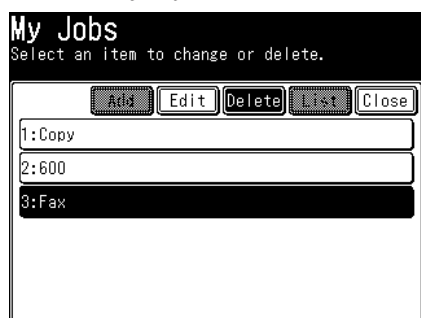 My Jobs
Select an item to change or delete.
Add Edit Delete List Close
1:Copy
2:600
3:Fax